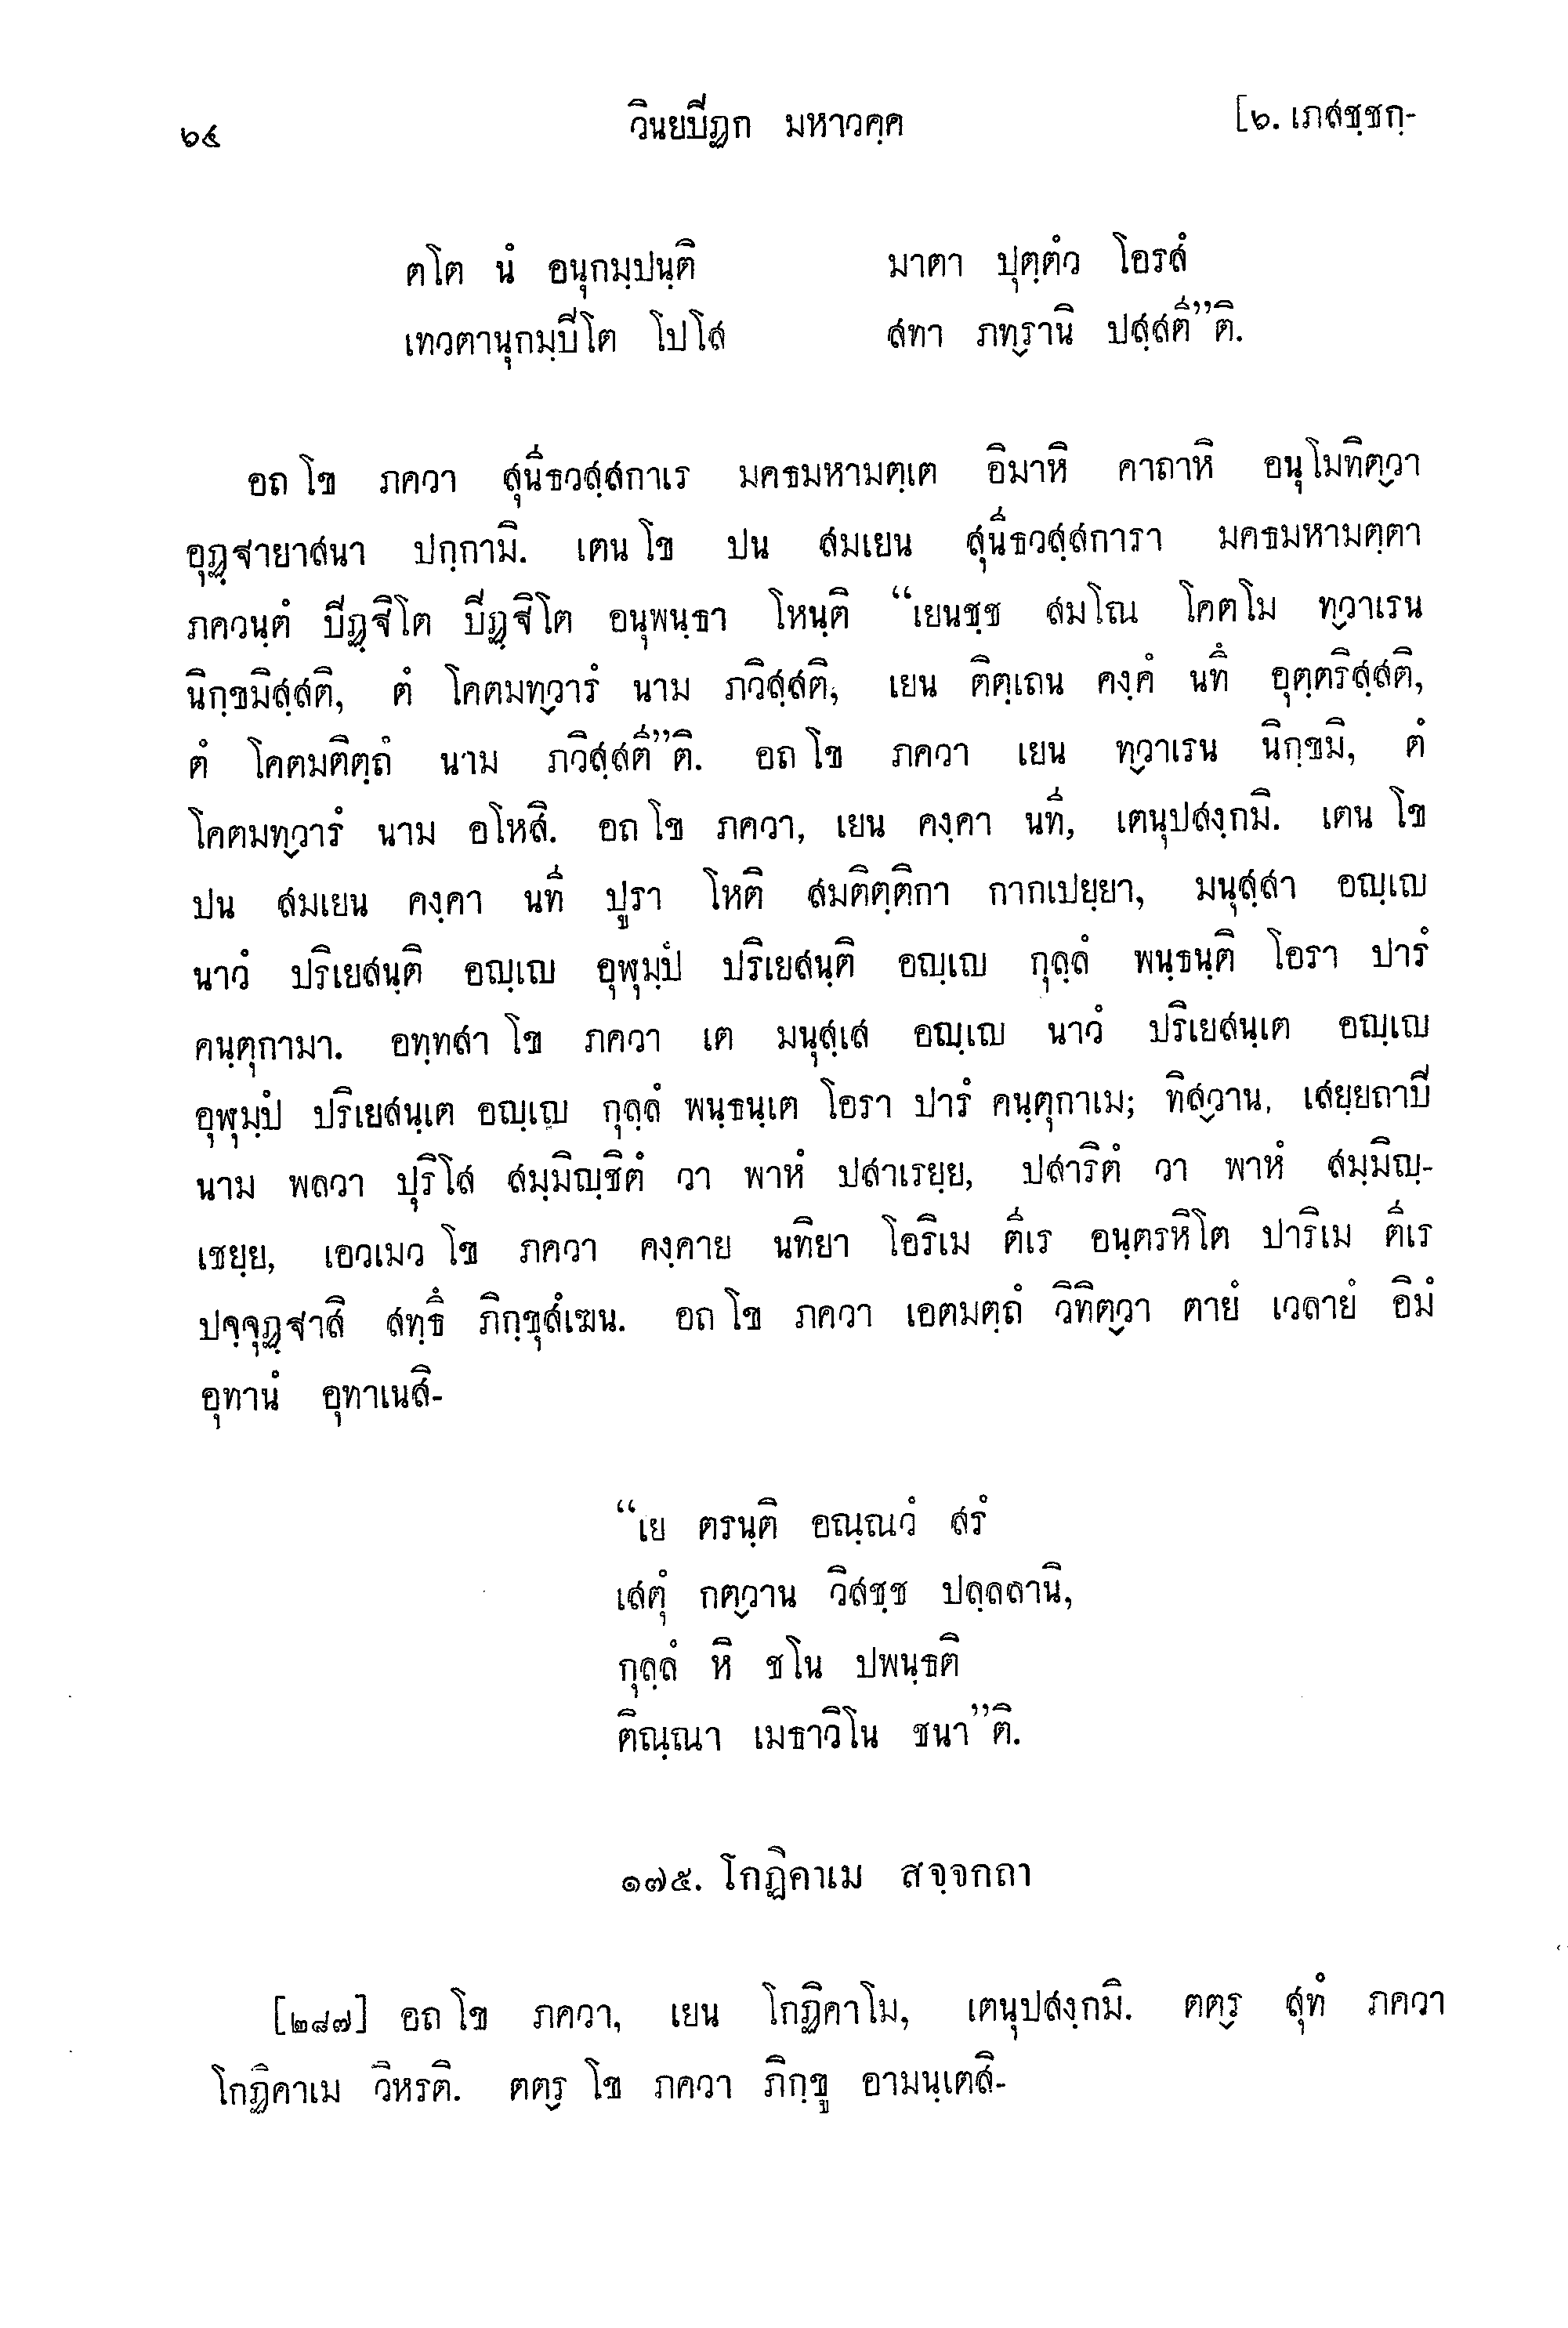 ๖๔ วินยปิฏก มหาวคฺค [๖. เภสชฺชกฺ-
ตโต นํ อนุกมฺปนฺติ มาตา ปุตฺตํว โอรสํ
เทวตานุกมฺปิโต โปโส สทา ภทฺรานิ ปสฺสตี”ติ.
อถ โข ภควา สุนีธวสฺสกาเร มคธมหามตฺเต อิมาหิ คาถาหิ อนุโมทิตฺวา
อุฏฺฐายาสนา ปกฺกามิ. เตน โข ปน สมเยน สุนีธวสฺสการา มคธมหามตฺตา
ภควนฺตํ ปิฏฺฐิโต ปิฏฺฐิโต อนุพนฺธา โหนฺติ “เยนชฺช สมโณ โคตโม ทฺวาเรน
นิกฺขมิสฺสติ, ตํ โคตมทฺวารํ นาม ภวิสฺสติ, เยน ติตฺเถน คงฺคํ นทึ อุตฺตริสฺสติ,
ตํ โคตมติตฺถํ นาม ภวิสฺสตี”ติ. อถ โข ภควา เยน ทฺวาเรน นิกฺขมิ, ตํ
โคตมทฺวารํ นาม อโหสิ. อถ โข ภควา, เยน คงฺคา นที, เตนุปสงฺกมิ. เตน โข
ปน สมเยน คงฺคา นที ปูรา โหติ สมติตฺติกา กากเปยฺยา, มนุสฺสา อญฺเญ
นาวํ ปริเยสนฺติ อญฺเญ อุฬุมฺปํ ปริเยสนฺติ อญฺเญ กุลฺลํ พนฺธนฺติ โอรา ปารํ
คนฺตุกามา. อทฺทสา โข ภควา เต มนุสฺเส อญฺเญ นาวํ ปริเยสนฺเต อญฺเญ
อุฬุมฺปํ ปริเยสนฺเต อญฺเญ กุลฺลํ พนฺธนฺเต โอรา ปารํ คนฺตุกาเม; ทิสฺวาน, เสยฺยถาปิ
นาม พลวา ปุริโส สมฺมิญฺชิตํ วา พาหํ ปสาเรยฺย, ปสาริตํ วา พาหํ สมฺมิญฺ-
เชยฺย, เอวเมว โข ภควา คงฺคาย นทิยา โอริเม ตีเร อนฺตรหิโต ปาริเม ตีเร
ปจฺจุฏฺฐาสิ สทฺธึ ภิกฺขุสํเฆน. อถ โข ภควา เอตมตฺถํ วิทิตฺวา ตายํ เวลายํ อิมํ
อุทานํ อุทาเนสิ-
“เย ตรนฺติ อณฺณวํ สรํ
เสตุํ กตฺวาน วิสชฺช ปลฺลลานิ,
กุลฺลํ หิ ชโน ปพนฺธติ
ติณฺณา เมธาวิโน ชนา”ติ.
๑๗๕. โกฏิคาเม สจฺจกถา
[๒๘๗] อถ โข ภควา, เยน โกฏิคาโม, เตนุปสงฺกมิ. ตตฺร สุทํ ภควา
โกฏิคาเม วิหรติ. ตตฺร โข ภควา ภิกฺขู อามนฺเตสิ-